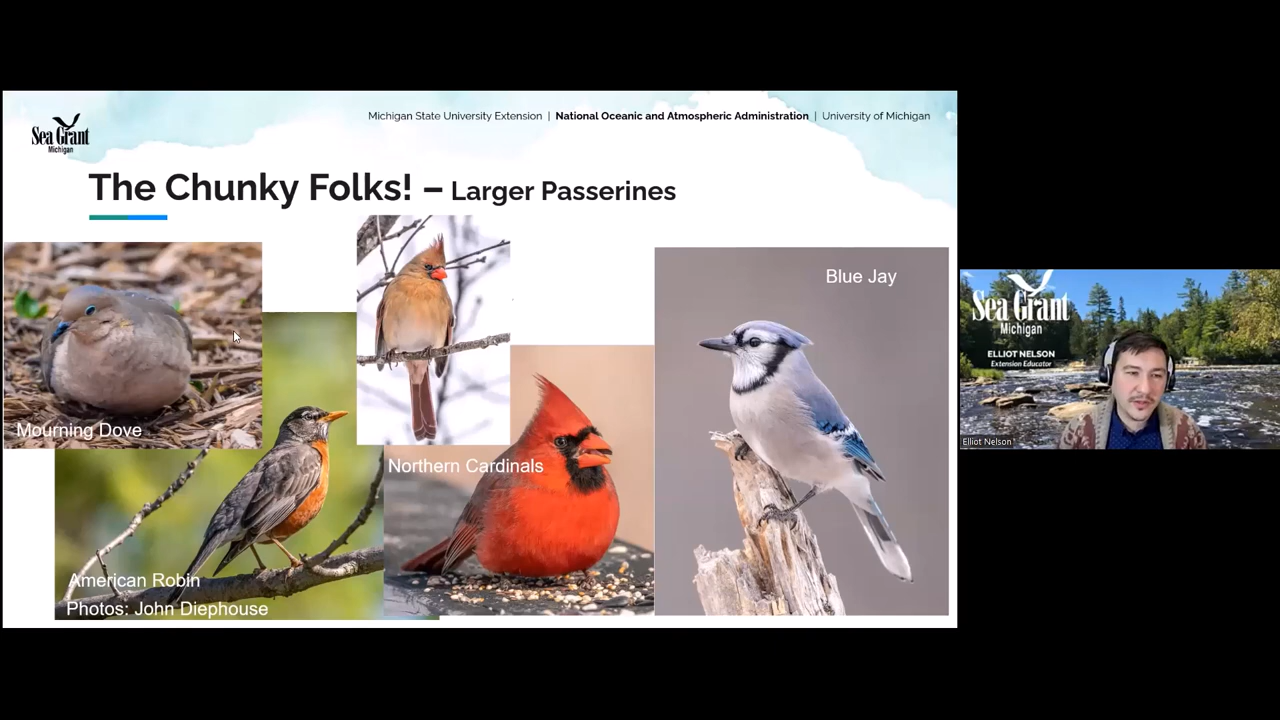 Sea Grant
Michigan
Michigan State University Extension | National Oceanic and Atmospheric Administration | University of Michigan
The Chunky Folks! – Larger Passerines
Mourning Dove
Northern Cardinals
Blue Jay
American Robin
Photos: John Diephouse
Sea Grant
Michigan
ELLIOT NELSON
Extension Educator
Elliot Nelson